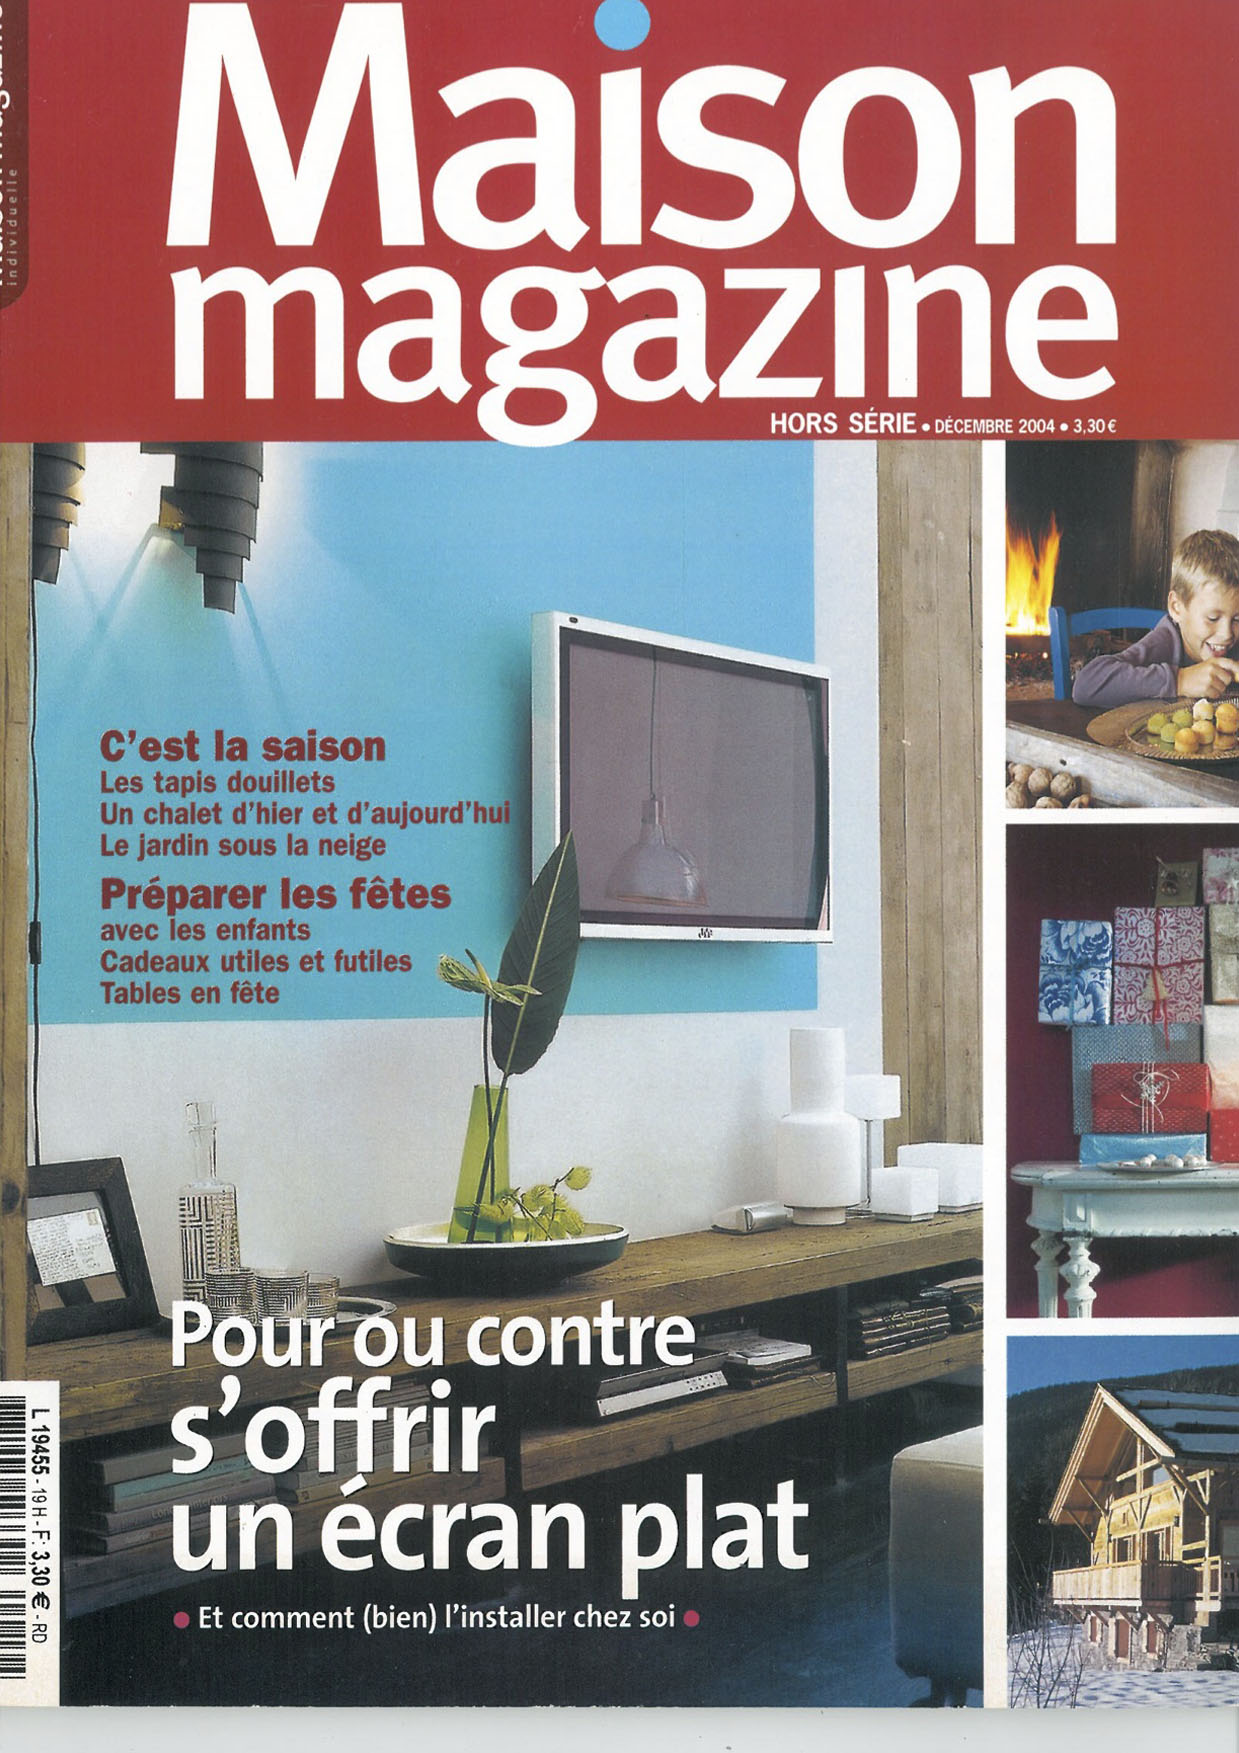 Maison
magazine
individuelle
HORS SÉRIE • DÉCEMBRE 2004 • 3,30 €
C'est la saison
Les tapis douillets
Un chalet d'hier et d'aujourd'hui
Le jardin sous la neige
Préparer les fêtes
avec les enfants
Cadeaux utiles et futiles
Tables en fête
Pour ou contre
s'offrir
un écran plat
• Et comment (bien) l'installer chez soi •
L 19455 - 19 H - F: 3,30 € - RD